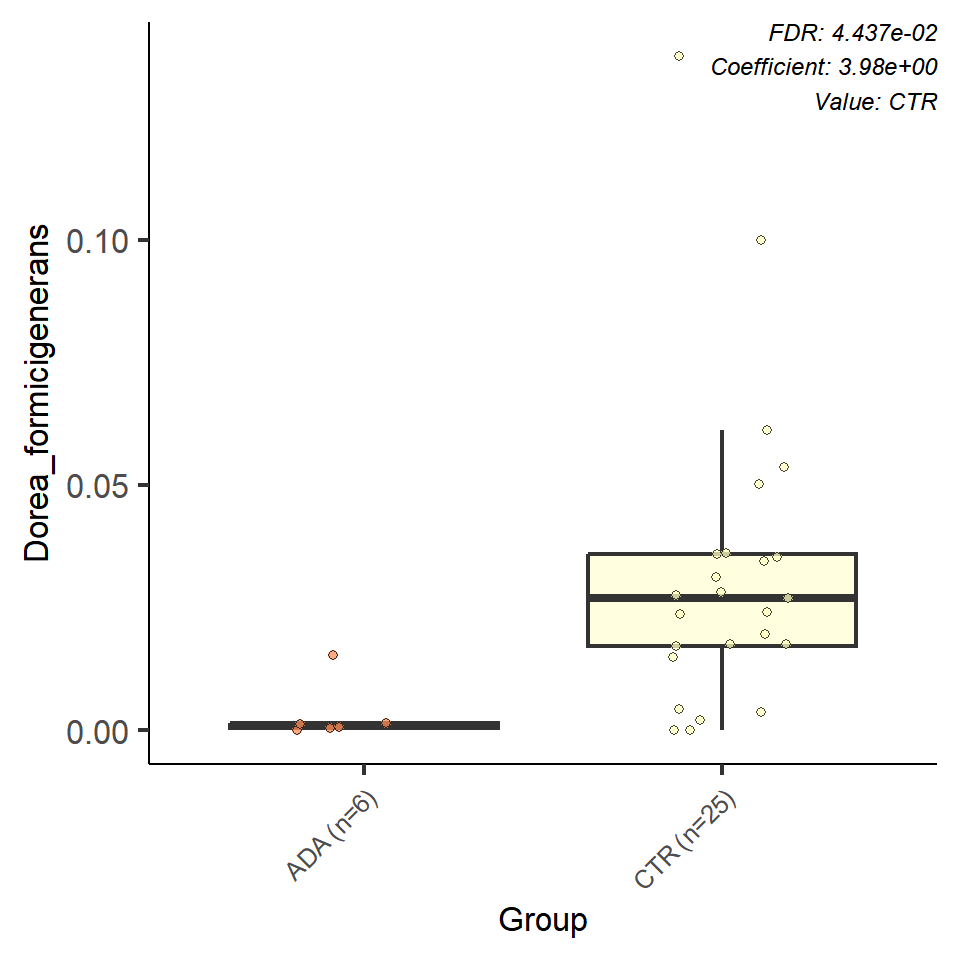 FDR: 4.437e-02
Coefficient: 3.98e+00
Value: CTR
Dorea_formicigenerans
0.10
0.05
0.00
ADA (n=6)
CTR (n=25)
Group